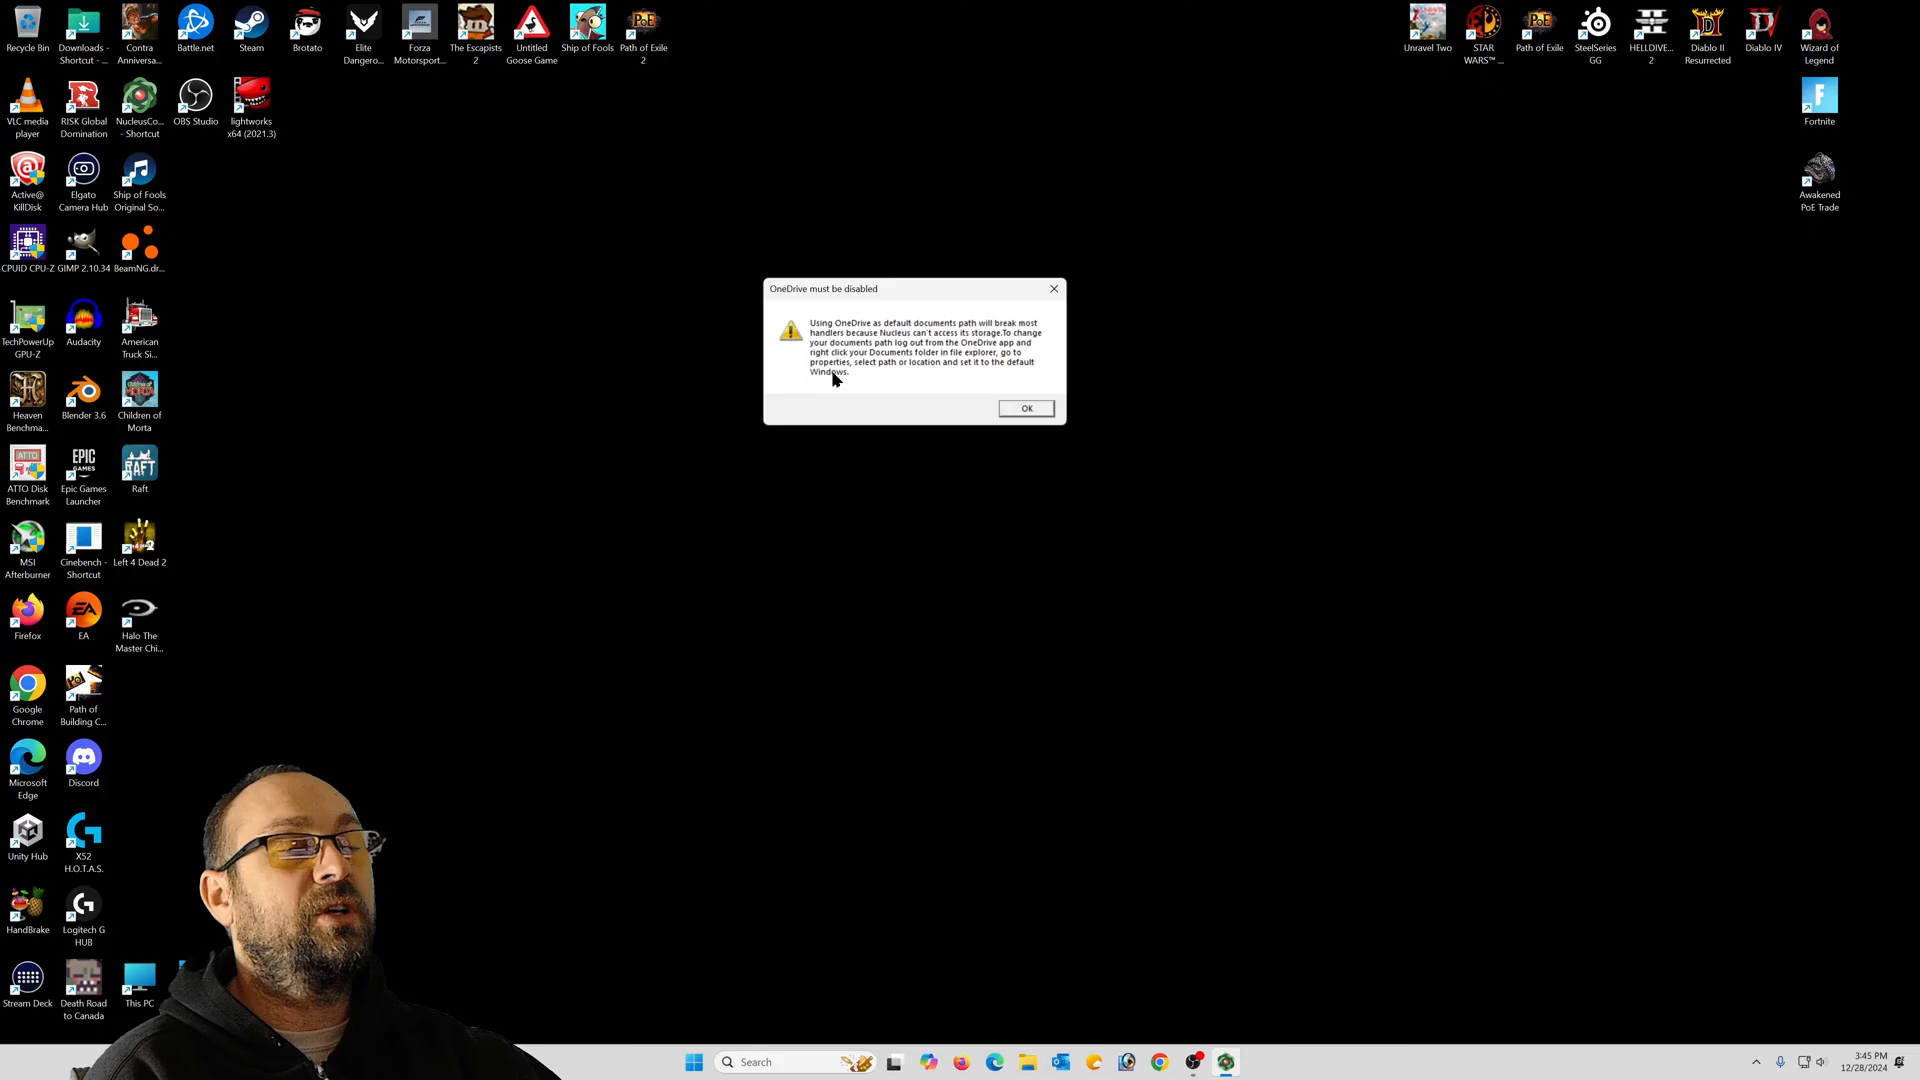 Recycle Bin
Downloads -
Shortcut - ...
Contra
Anniversa...
Battle.net
Steam
Brotato
Elite
Dangero...
Forza
Motorsport...
The Escapists
2
Untitled
Goose Game
Ship of Fools
Path of Exile
2
Unravel Two
STAR
WARS™ ...
Path of Exile
SteelSeries
GG
HELLDIVE...
2
Diablo II
Resurrected
Diablo IV
Wizard of
Legend
VLC media
player
RISK Global
Domination
NucleusCo...
- Shortcut
OBS Studio
lightworks
x64 (2021.3)
Fortnite
Active@
KillDisk
Elgato
Camera Hub
Ship of Fools
Original So...
Awakened
PoE Trade
CPUID CPU-Z
GIMP 2.10.34
BeamNG.dr...
OneDrive must be disabled
Using OneDrive as default documents path will break most
handlers because Nucleus can't access its storage.To change
your documents path log out from the OneDrive app and
right click your Documents folder in file explorer, go to
properties, select path or location and set it to the default
Windows.
OK
TechPowerUp
GPU-Z
Audacity
American
Truck Si...
Heaven
Benchma...
Blender 3.6
Children of
Morta
ATTO Disk
Benchmark
Epic Games
Launcher
Raft
MSI
Afterburner
Cinebench -
Shortcut
Left 4 Dead 2
Firefox
EA
Halo The
Master Chi...
Google
Chrome
Path of
Building C...
Microsoft
Edge
Discord
Unity Hub
X52
H.O.T.A.S.
HandBrake
Logitech G
HUB
Stream Deck
Death Road
to Canada
This PC
Search
3:45 PM
12/28/2024